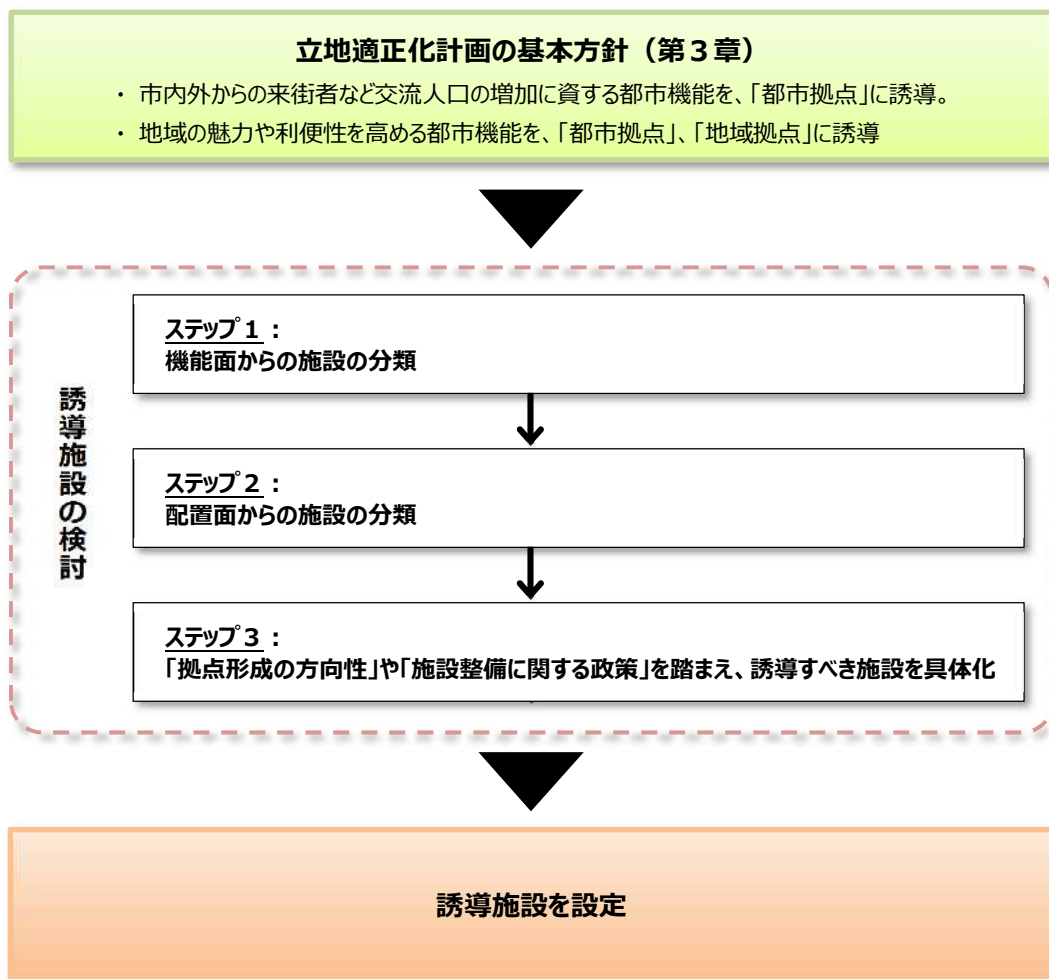 立地適正化計画の基本方針（第３章）
・ 市内外からの来街者など交流人口の増加に資する都市機能を、「都市拠点」に誘導。
・ 地域の魅力や利便性を高める都市機能を、「都市拠点」、「地域拠点」に誘導
誘導施設の検討
ステップ１：
機能面からの施設の分類
ステップ２：
配置面からの施設の分類
ステップ３：
「拠点形成の方向性」や「施設整備に関する政策」を踏まえ、誘導すべき施設を具体化
誘導施設を設定